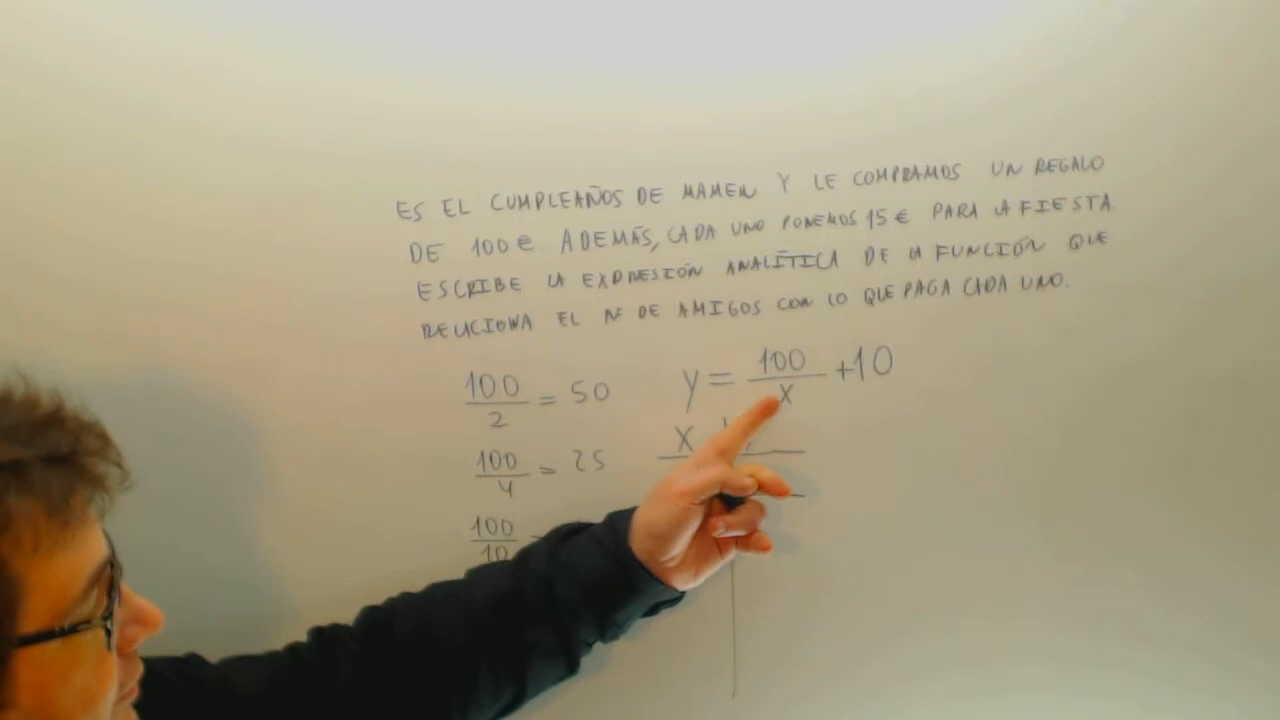 ES EL CUMPLEAÑOS DE MAMEN Y LE COMPRAMOS UN REGALO
DE 100€ ADEMÁS, CADA UNO PONEMOS 15€ PARA LA FIESTA.
ESCRIBE LA EXPRESIÓN ANALÍTICA DE LA FUNCIÓN QUE
RELACIONA EL Nº DE AMIGOS CON LO QUE PAGA CADA UNO.
100/2 = 50
100/4 = 25
100/10 =
y = 100/x + 10
X